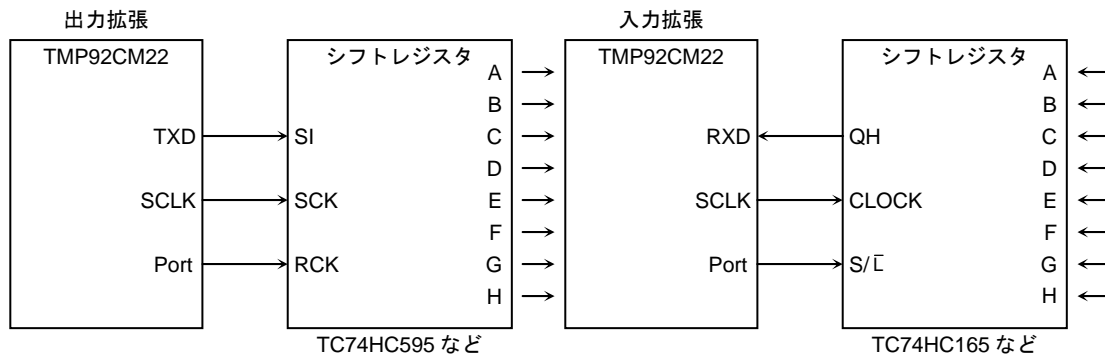 出力拡張
TMP92CM22
TXD
SCLK
Port
シフトレジスタ
SI
SCK
RCK
A
B
C
D
E
F
G
H
TC74HC595 など
入力拡張
TMP92CM22
RXD
SCLK
Port
シフトレジスタ
QH
CLOCK
S/L̅
A
B
C
D
E
F
G
H
TC74HC165 など